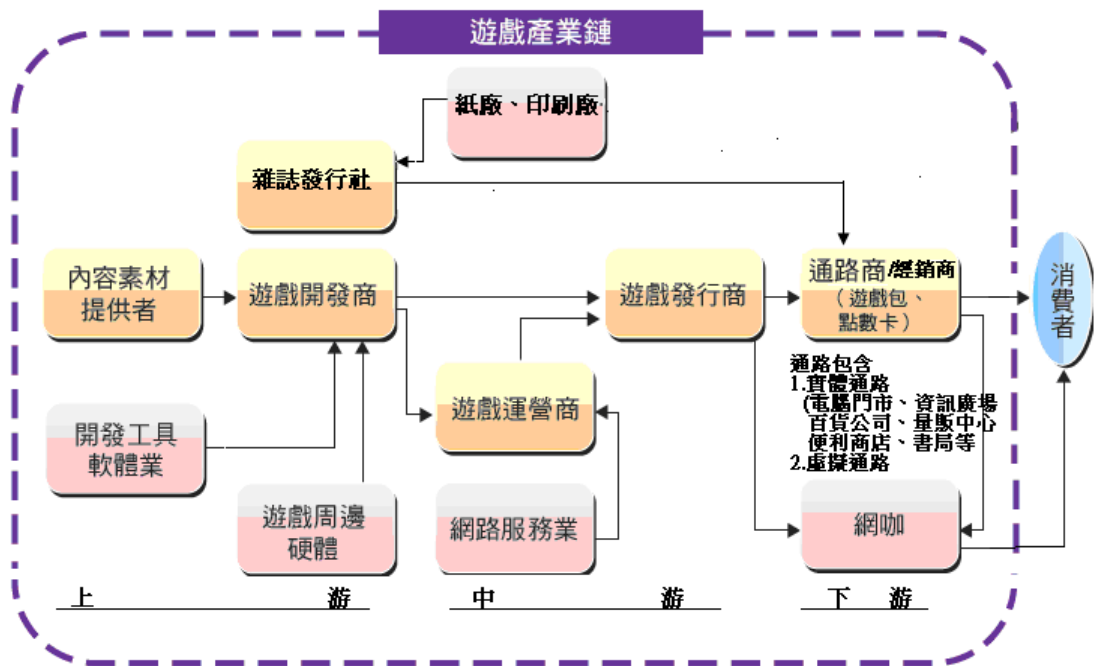 遊戲產業鏈
紙廠、印刷廠
雜誌發行社
內容素材
提供者
遊戲開發商
遊戲發行商
通路商/經銷商
（遊戲包、
點數卡）
消費者
遊戲運營商
通路包含
1.實體通路
(電腦門市、資訊廣場
百貨公司、量販中心
便利商店、書局等
2.虛擬通路
開發工具
軟體業
遊戲周邊
硬體
網路服務業
網咖
上 游
中 游
下 游